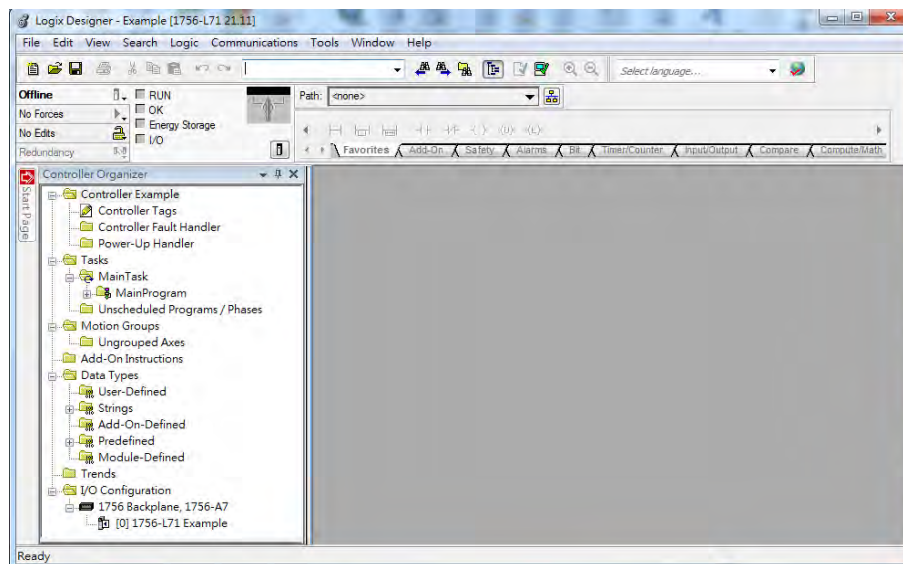 Logix Designer - Example [1756-L71 21.11]
File Edit View Search Logic Communications Tools Window Help
Select language...
Offline
RUN
No Forces
OK
No Edits
Energy Storage
Redundancy
I/O
Path: <none>
Favorites Add-On Safety Alarms Bit Timer/Counter Input/Output Compare Compute/Math
Start Page
Controller Organizer
Controller Example
Controller Tags
Controller Fault Handler
Power-Up Handler
Tasks
MainTask
MainProgram
Unscheduled Programs / Phases
Motion Groups
Ungrouped Axes
Add-On Instructions
Data Types
User-Defined
Strings
Add-On-Defined
Predefined
Module-Defined
Trends
I/O Configuration
1756 Backplane, 1756-A7
[0] 1756-L71 Example
Ready